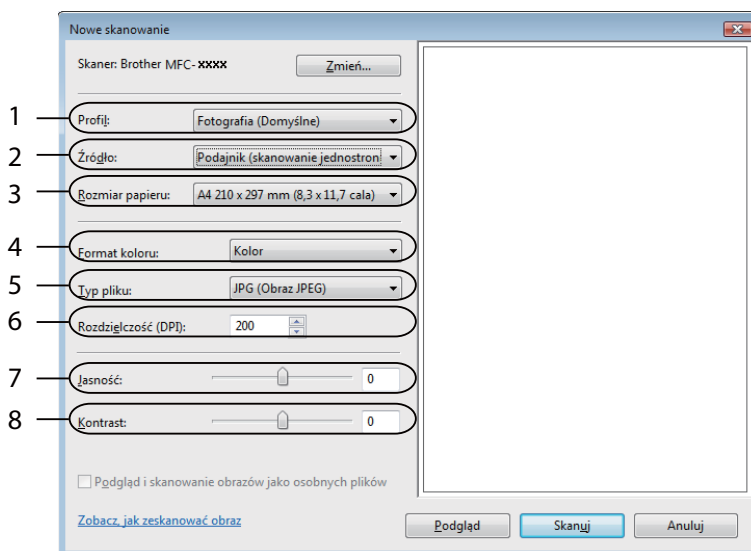 Nowe skanowanie
Skaner: Brother MFC-xxxx
Zmień...
1 Profil: Fotografia (Domyślne)
2 Źródło: Podajnik (skanowanie jednostron
3 Rozmiar papieru: A4 210 x 297 mm (8,3 x 11,7 cala)
4 Format koloru: Kolor
5 Typ pliku: JPG (Obraz JPEG)
6 Rozdzielczość (DPI): 200
7 Jasność: 0
8 Kontrast: 0
Podgląd i skanowanie obrazów jako osobnych plików
Zobacz, jak zeskanować obraz
Podgląd Skanuj Anuluj